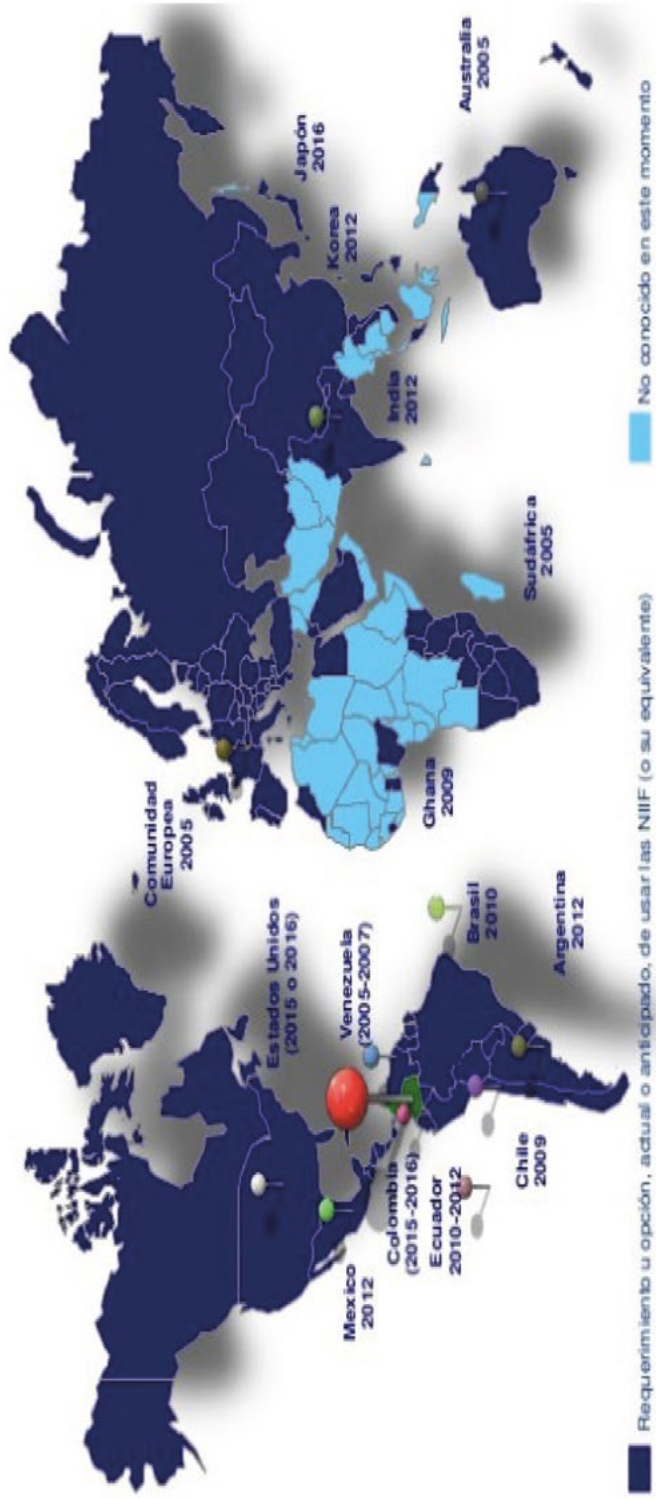 Comunidad
Europea
2005
Estados Unidos
(2015 o 2016)
Venezuela
(2005-2007)
Mexico
2012
Colombia
(2015-2016)
Ecuador
2010-2012
Chile
2009
Brasil
2010
Argentina
2012
Ghana
2009
Sudáfrica
2005
India
2012
Korea
2012
Japón
2016
Australia
2005
Requerimiento u opción, actual o anticipado, de usar las NIIF (o su equivalente)
No conocido en este momento